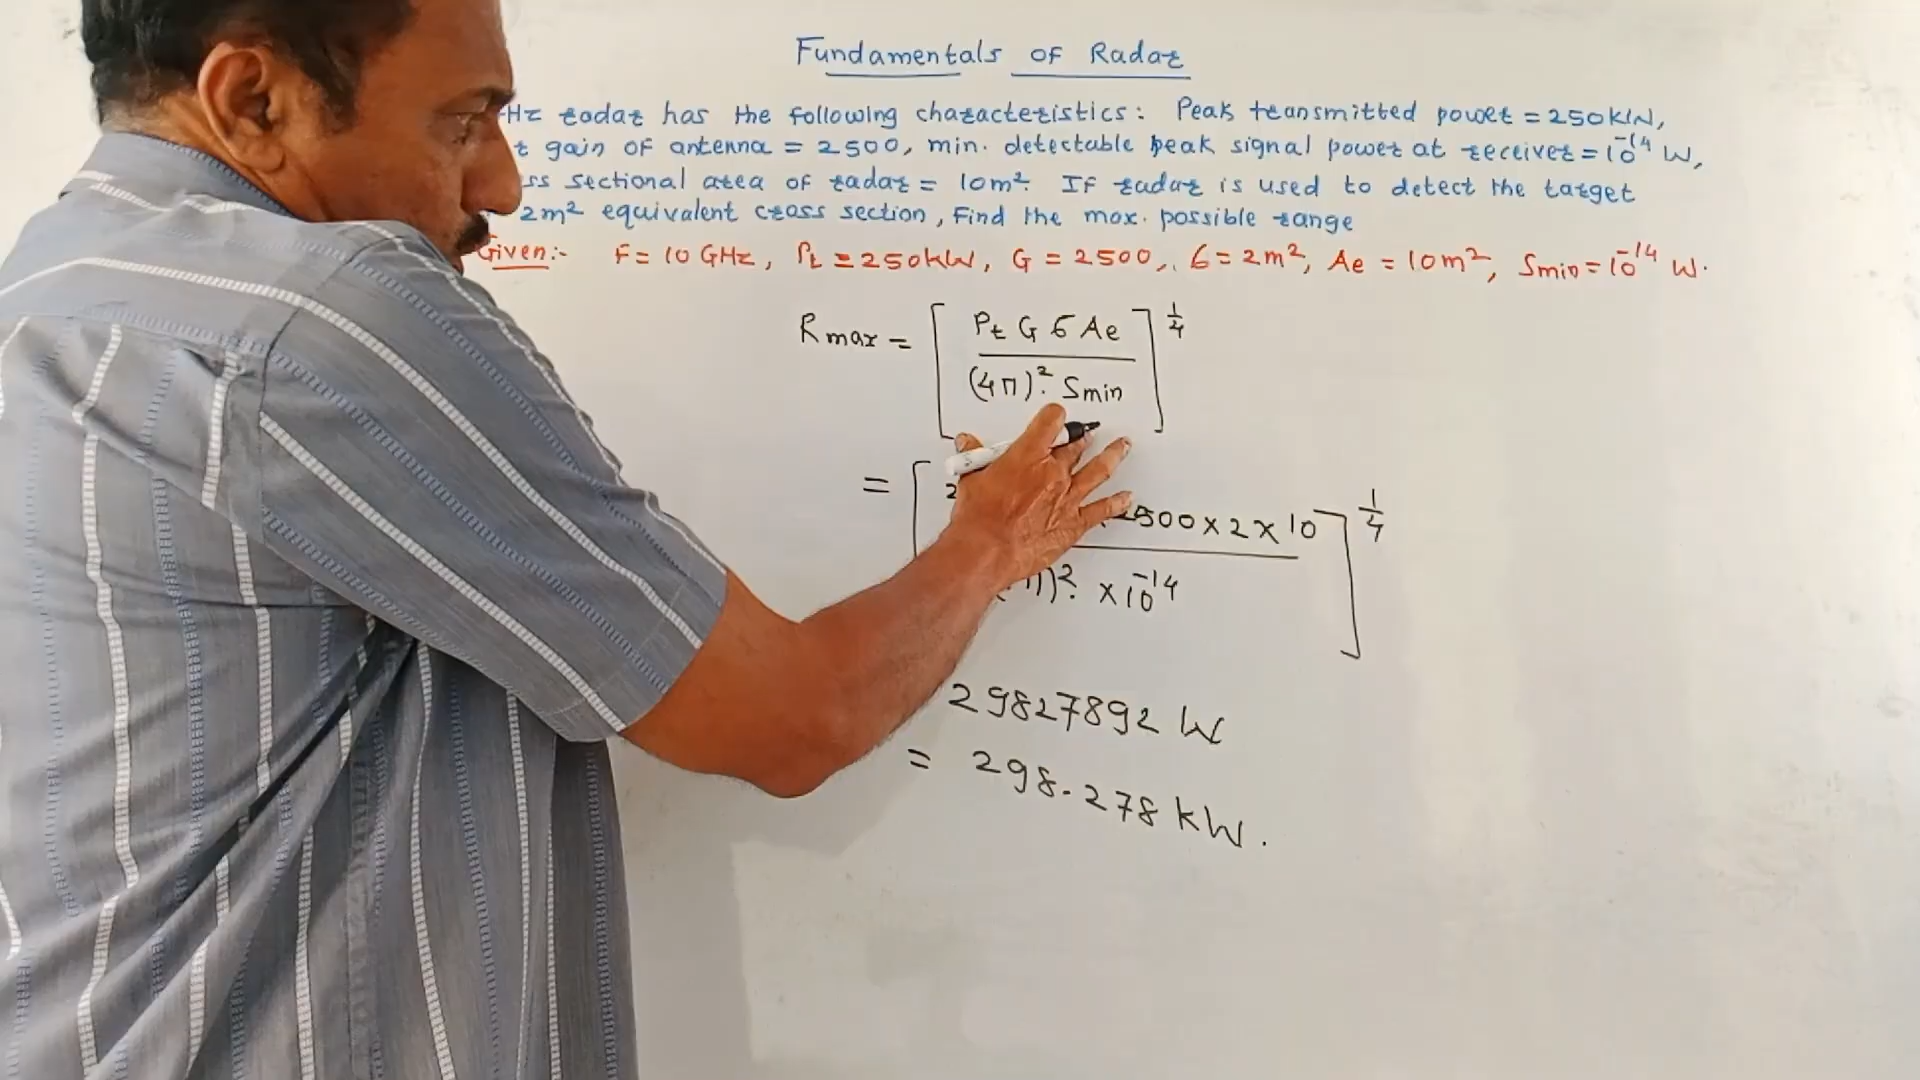 Fundamentals of Radar
Hz rodar has the following characteristics: Peak transmitted power = 250kW,
gain of antenna = 2500, min. detectable peak signal power at receiver = 10⁻¹⁴ W,
ss sectional area of radar = 10m². If radar is used to detect the target
2m² equivalent cross section, Find the max. possible range
Given:- F = 10 GHz, Pt = 250kW, G = 2500, σ = 2m², Ae = 10m², Smin = 10⁻¹⁴ W.
Rmax = [ Pt G σ Ae / (4π)². Smin ]^1/4
= [ 2 2500 x 2 x 10 / π)². x 10⁻¹⁴ ]^1/4
29827892 W
= 298.278 kW.